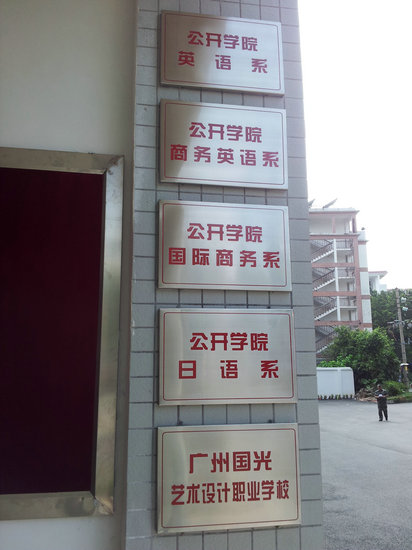 公开学院
英语系
公开学院
商务英语系
公开学院
国际商务系
公开学院
日语系
广州国光
艺术设计职业学校